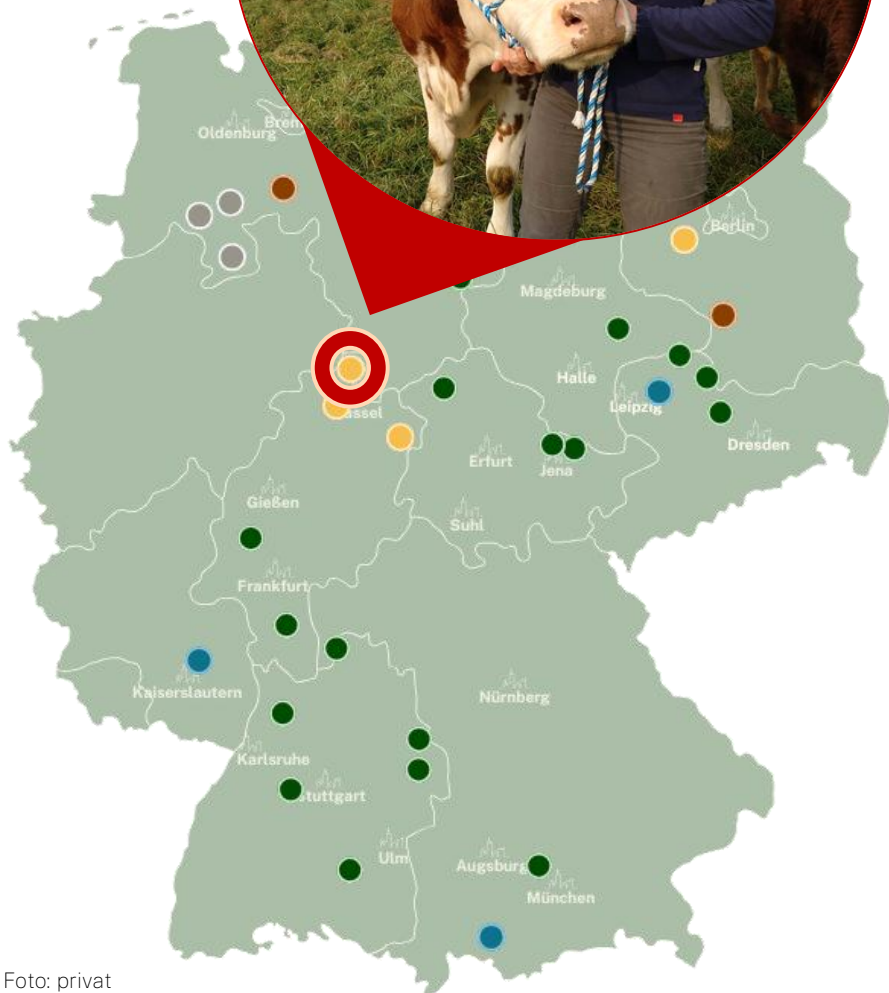 Oldenburg
Brem
Berlin
Magdeburg
Halle
Leipzig
assel
Dresden
Erfurt
Jena
Gießen
Suhl
Frankfurt
Kaiserslautern
Nürnberg
Karlsruhe
Stuttgart
Ulm
Augsburg
München
Foto: privat